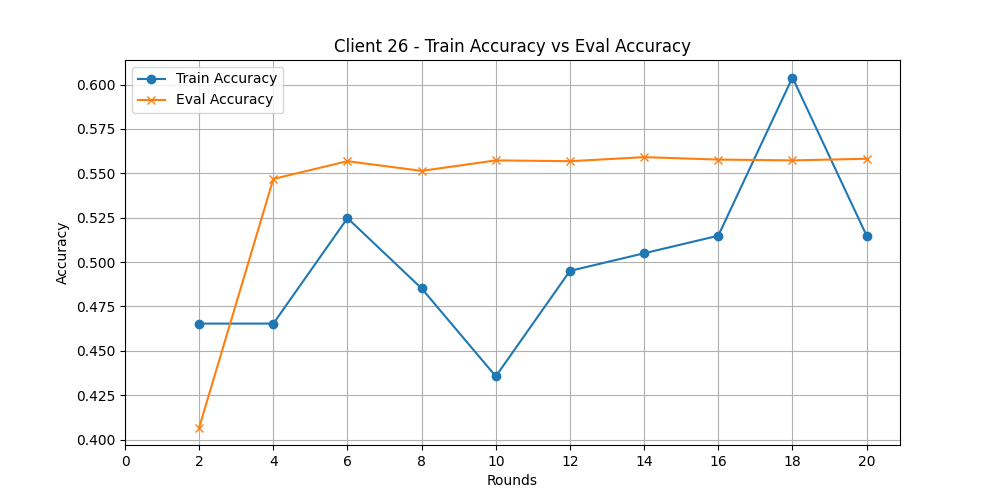 Client 26 - Train Accuracy vs Eval Accuracy
Train Accuracy
Eval Accuracy
Accuracy
0.600
0.575
0.550
0.525
0.500
0.475
0.450
0.425
0.400
0 2 4 6 8 10 12 14 16 18 20
Rounds